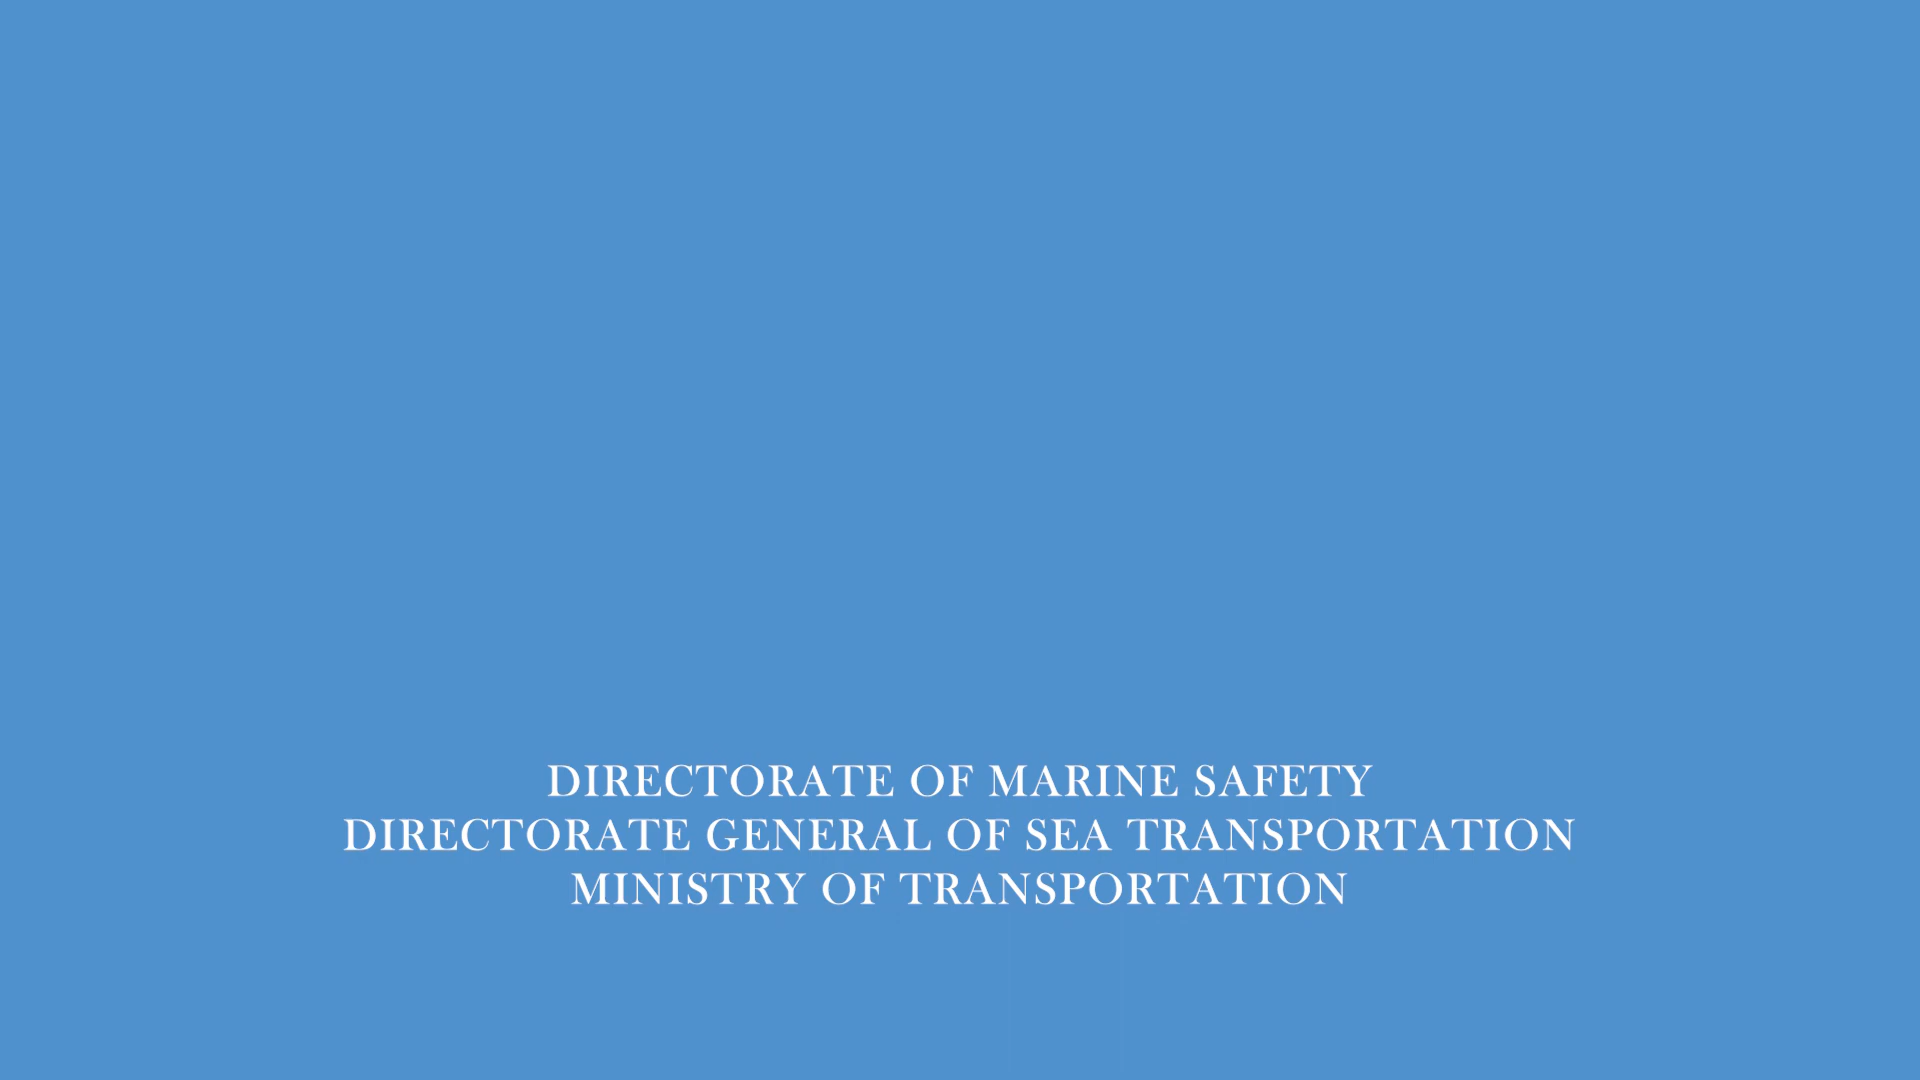 DIRECTORATE OF MARINE SAFETY
DIRECTORATE GENERAL OF SEA TRANSPORTATION
MINISTRY OF TRANSPORTATION